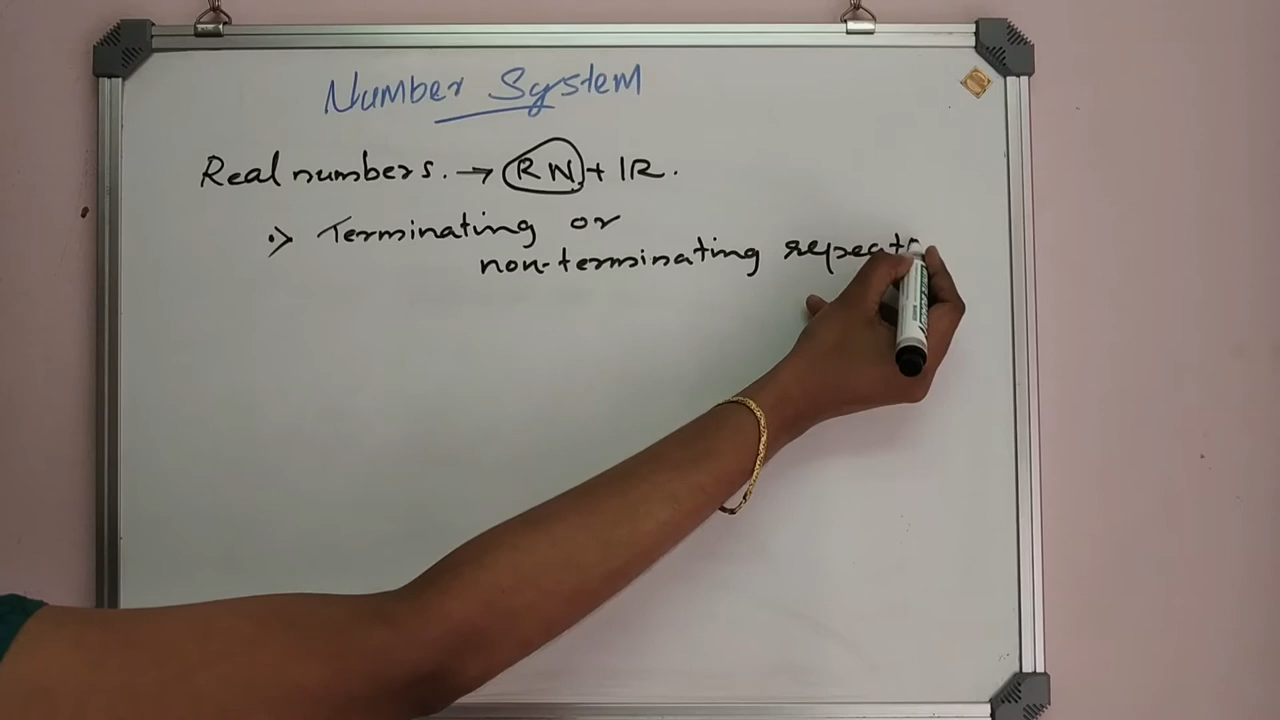 Number System
Real numbers. → RN + IR.
:> Terminating or
non-terminating repeat